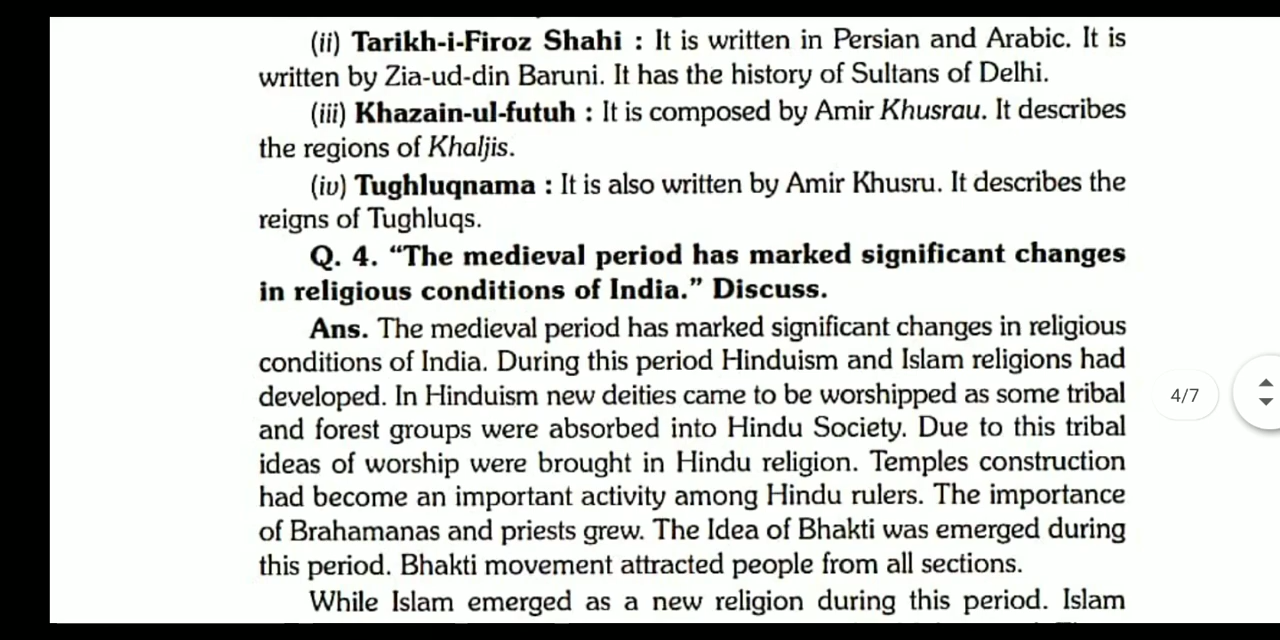 (ii) Tarikh-i-Firoz Shahi : It is written in Persian and Arabic. It is
written by Zia-ud-din Baruni. It has the history of Sultans of Delhi.
(iii) Khazain-ul-futuh : It is composed by Amir Khusrau. It describes
the regions of Khaljis.
(iv) Tughluqnama : It is also written by Amir Khusru. It describes the
reigns of Tughluqs.
Q. 4. “The medieval period has marked significant changes
in religious conditions of India.” Discuss.
Ans. The medieval period has marked significant changes in religious
conditions of India. During this period Hinduism and Islam religions had
developed. In Hinduism new deities came to be worshipped as some tribal
and forest groups were absorbed into Hindu Society. Due to this tribal
ideas of worship were brought in Hindu religion. Temples construction
had become an important activity among Hindu rulers. The importance
of Brahamanas and priests grew. The Idea of Bhakti was emerged during
this period. Bhakti movement attracted people from all sections.
While Islam emerged as a new religion during this period. Islam
4/7